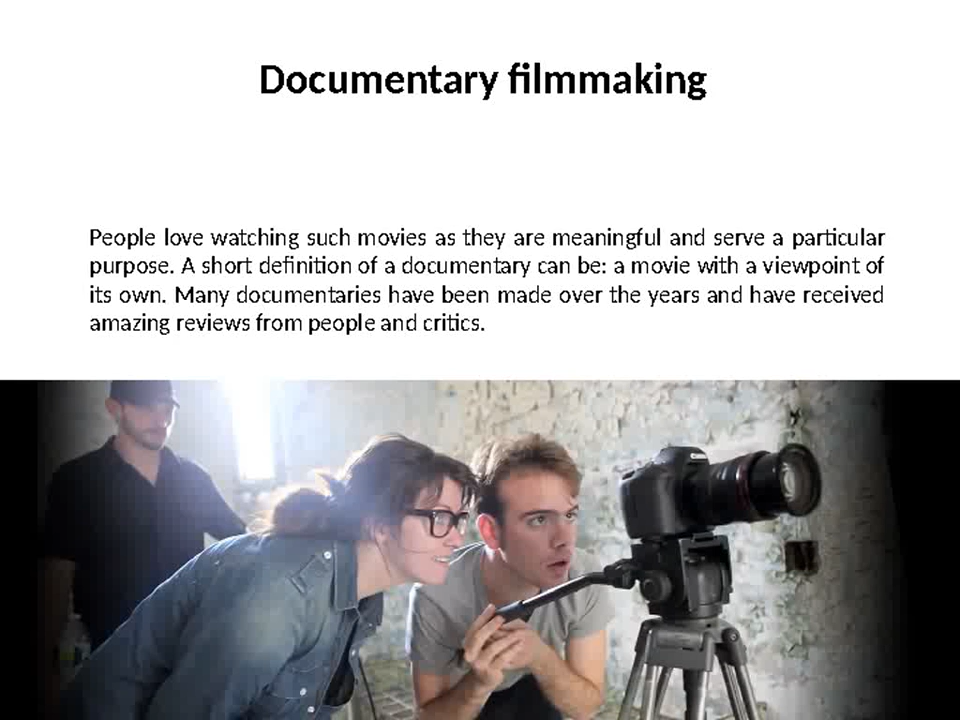 Documentary filmmaking
People love watching such movies as they are meaningful and serve a particular
purpose. A short definition of a documentary can be: a movie with a viewpoint of
its own. Many documentaries have been made over the years and have received
amazing reviews from people and critics.
Canon